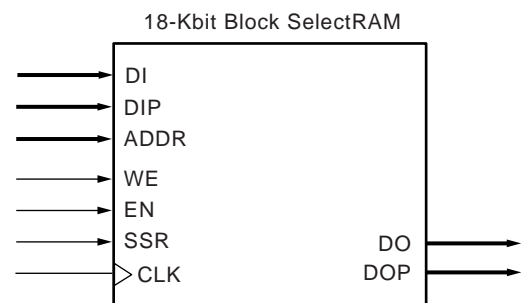 18-Kbit Block SelectRAM
DI
DIP
ADDR
WE
EN
SSR
CLK
DO
DOP